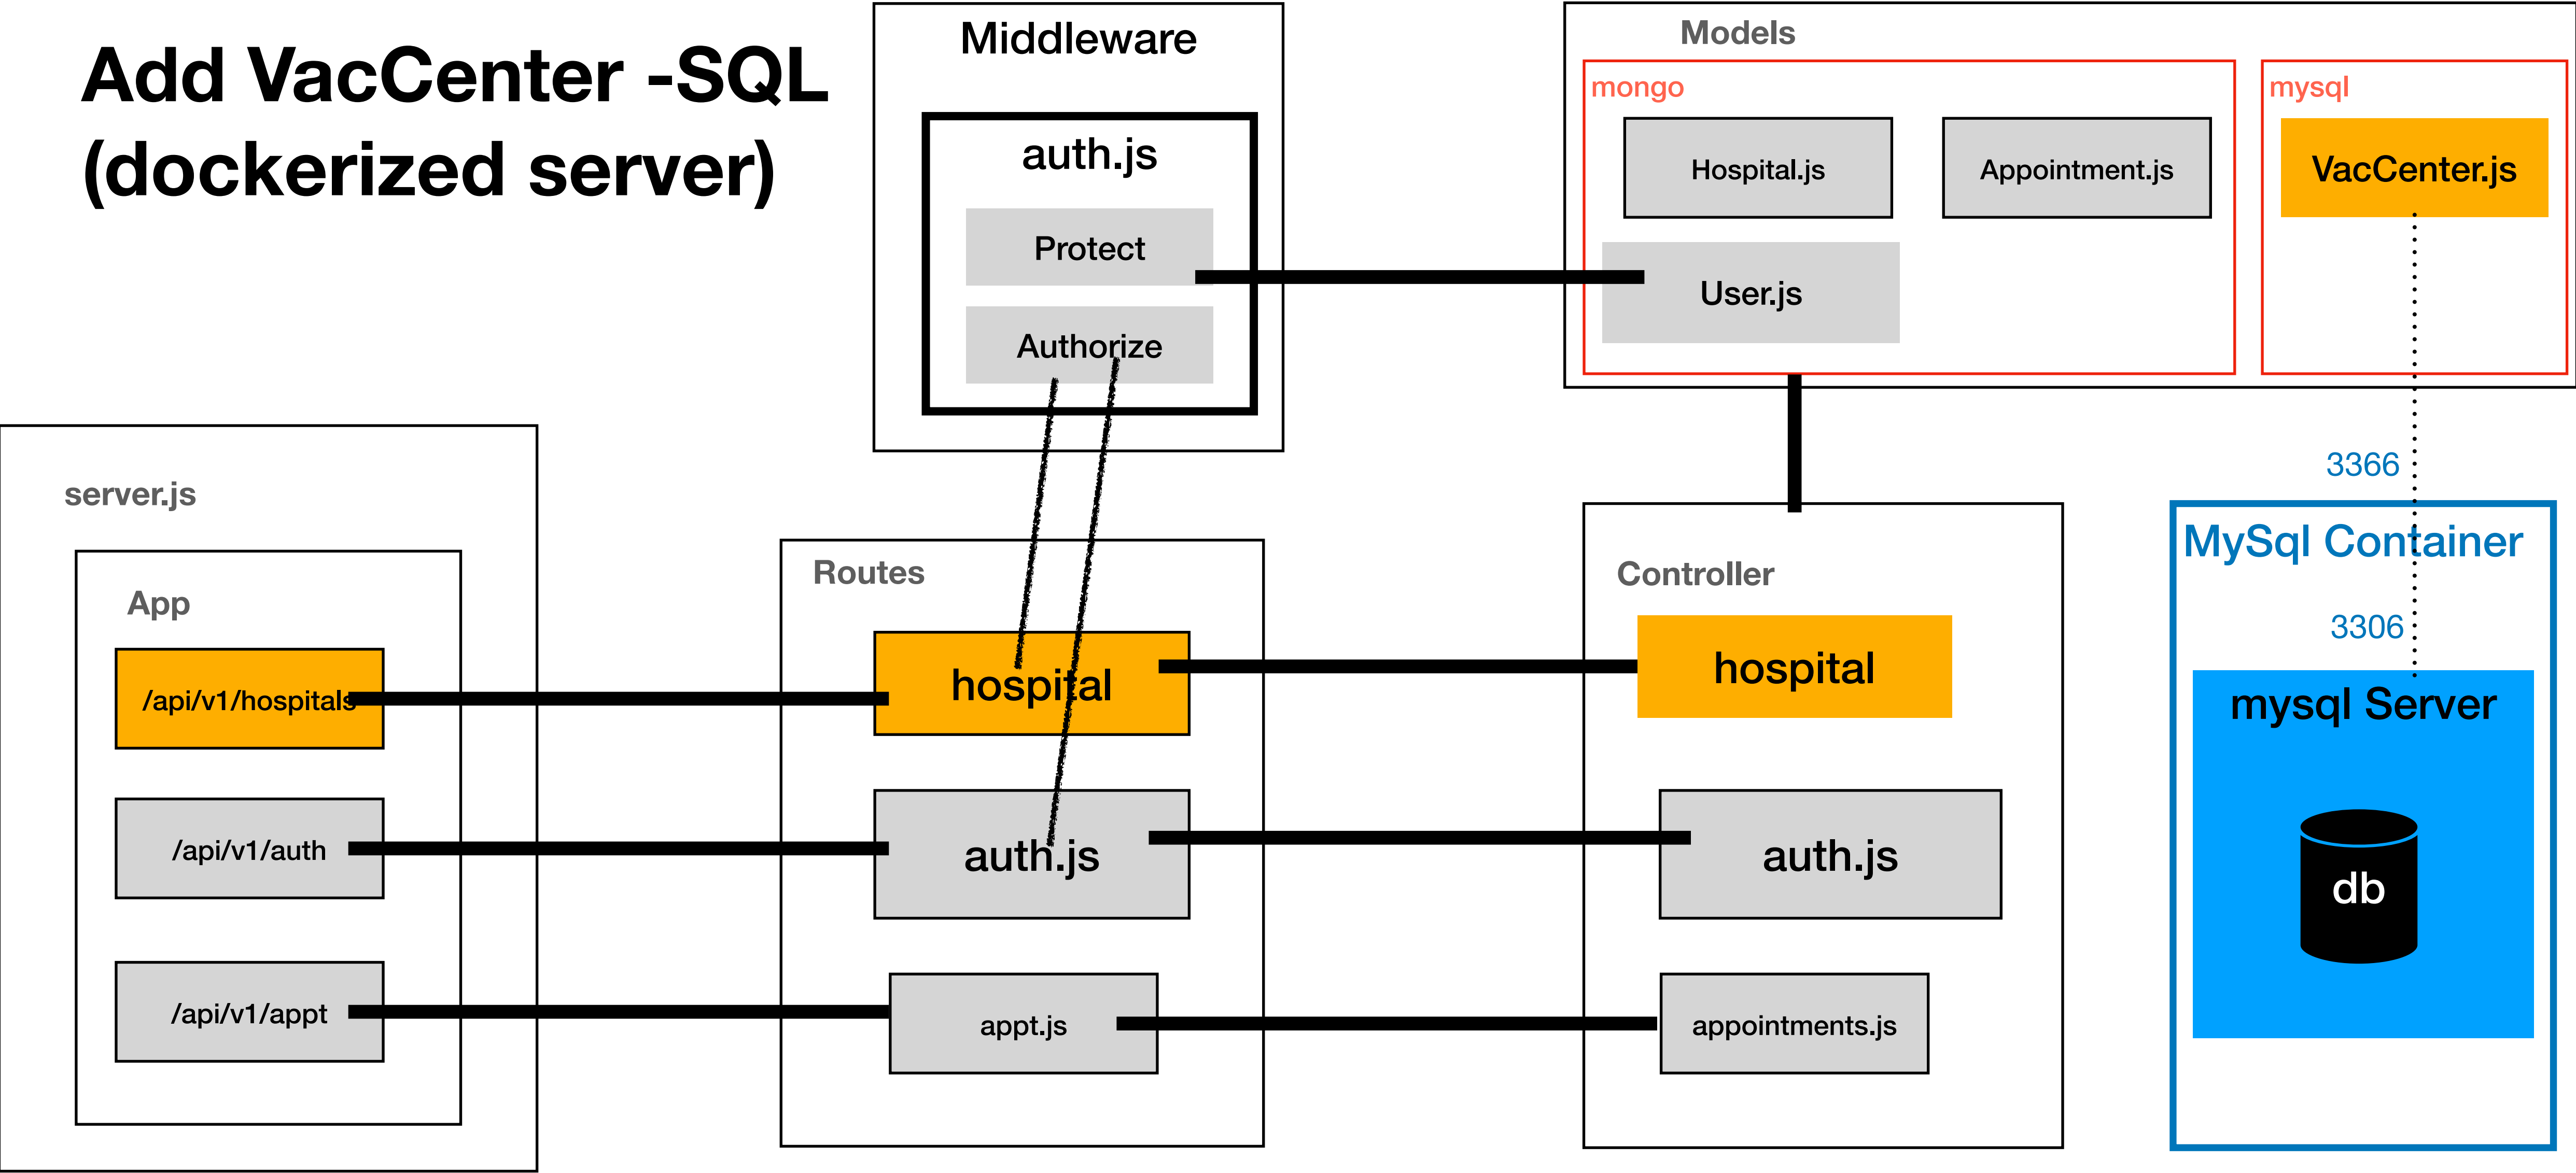 Add VacCenter -SQL
(dockerized server)
Middleware
auth.js
Protect
Authorize
Models
mongo
Hospital.js
Appointment.js
User.js
mysql
VacCenter.js
server.js
App
/api/v1/hospitals
/api/v1/auth
/api/v1/appt
Routes
hospital
auth.js
appt.js
Controller
hospital
auth.js
appointments.js
3366
MySql Container
3306
mysql Server
db